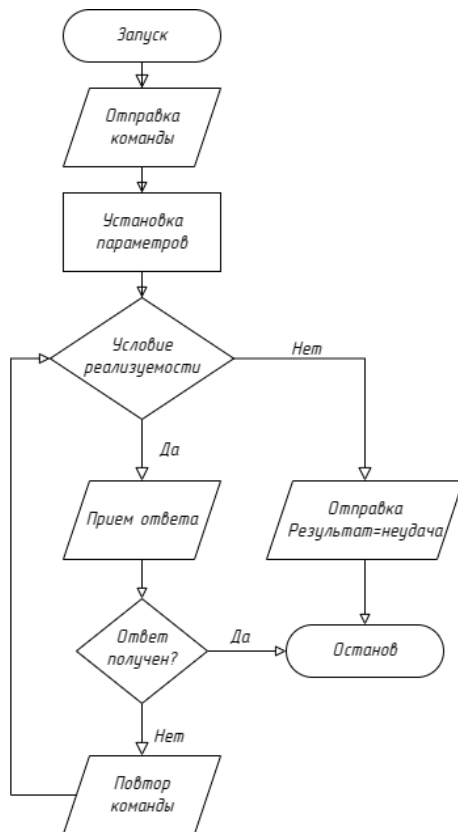 Запуск
Отправка
команды
Установка
параметров
Условие
реализуемости
Нет
Да
Прием ответа
Отправка
Результат=неудача
Ответ
получен?
Да
Останов
Нет
Повтор
команды